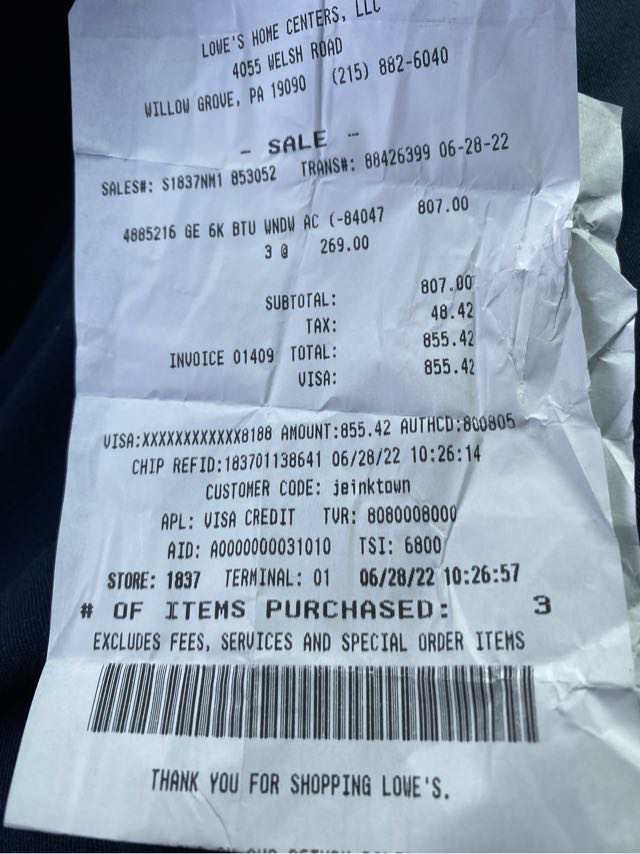 LOWE'S HOME CENTERS, LLC
4055 WELSH ROAD
WILLOW GROVE, PA 19090 (215) 882-6040
- SALE -
SALES#: S1837NM1 853052 TRANS#: 88426399 06-28-22
4885216 GE 6K BTU WNDW AC (-84047 807.00
3 @ 269.00
SUBTOTAL: 807.00
TAX: 48.42
INVOICE 01409 TOTAL: 855.42
VISA: 855.42
VISA:XXXXXXXXXXXX8188 AMOUNT:855.42 AUTHCD:800805
CHIP REFID:183701138641 06/28/22 10:26:14
CUSTOMER CODE: jeinktown
APL: VISA CREDIT TVR: 8080008000
AID: A0000000031010 TSI: 6800
STORE: 1837 TERMINAL: 01 06/28/22 10:26:57
# OF ITEMS PURCHASED: 3
EXCLUDES FEES, SERVICES AND SPECIAL ORDER ITEMS
THANK YOU FOR SHOPPING LOWE'S.